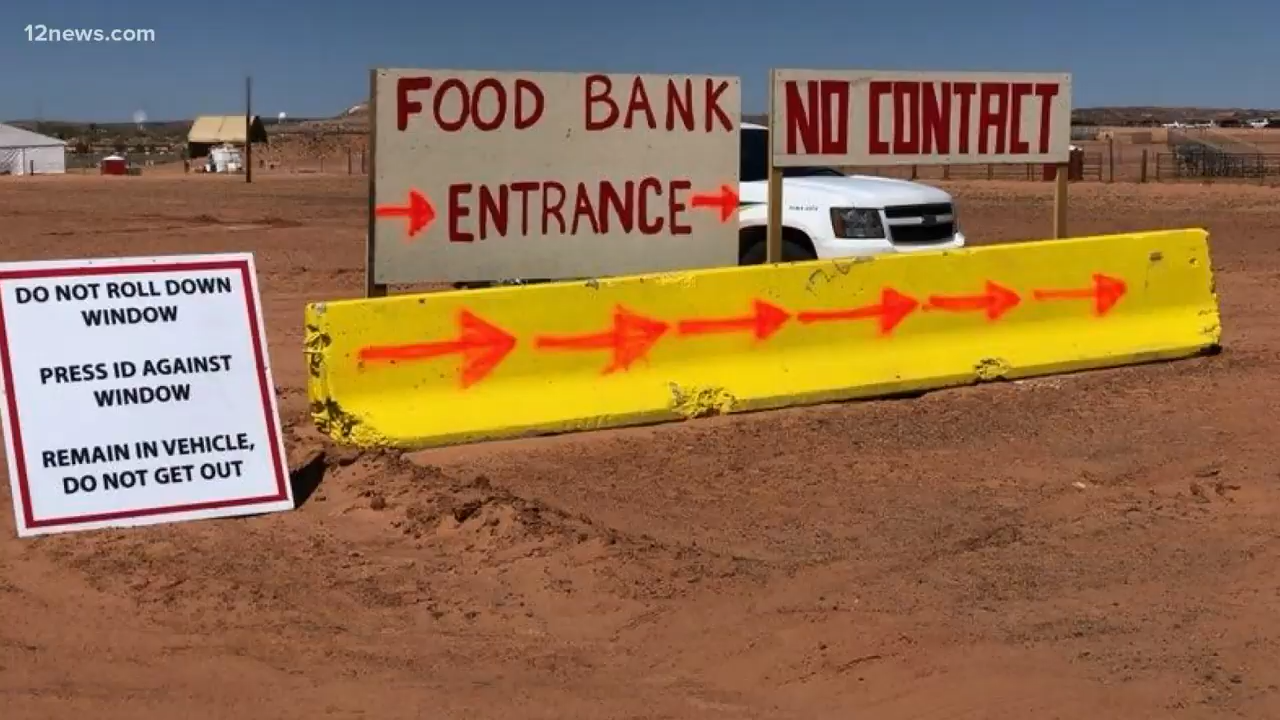 12news.com
FOOD BANK
ENTRANCE
NO CONTACT
DO NOT ROLL DOWN
WINDOW
PRESS ID AGAINST
WINDOW
REMAIN IN VEHICLE,
DO NOT GET OUT